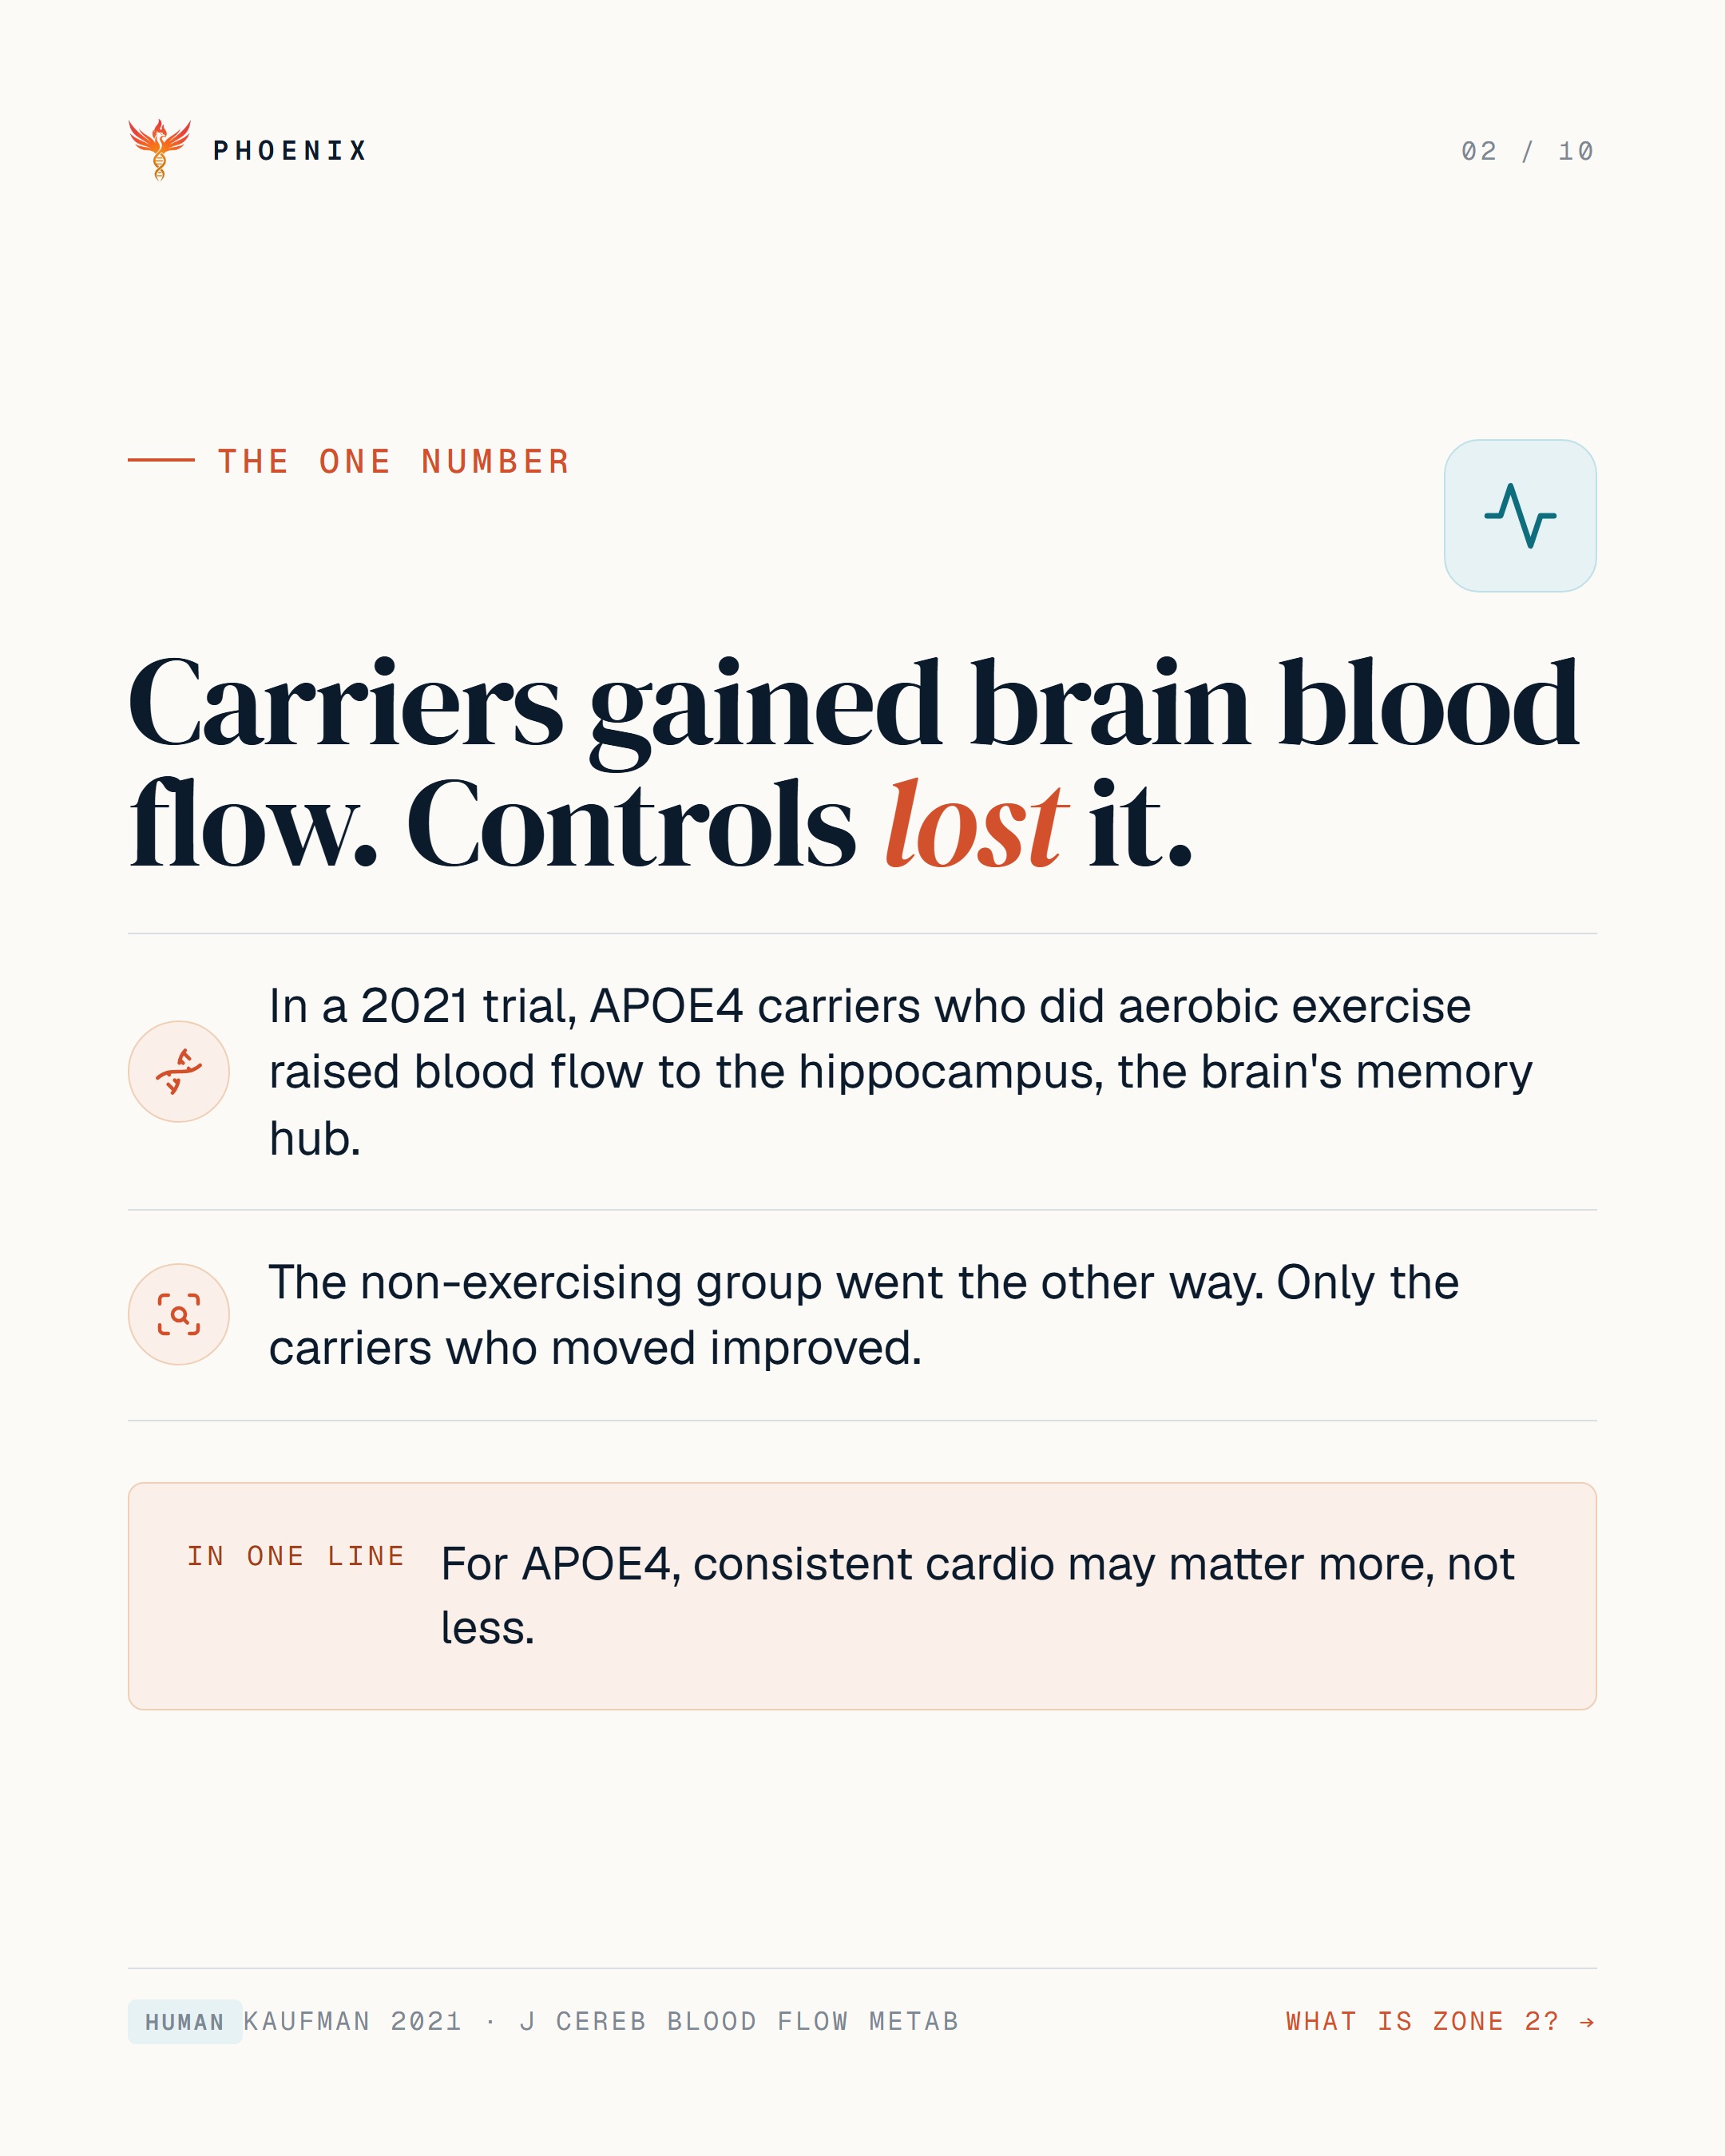 PHOENIX
02 / 10
THE ONE NUMBER
Carriers gained brain blood
flow. Controls lost it.
In a 2021 trial, APOE4 carriers who did aerobic exercise
raised blood flow to the hippocampus, the brain's memory
hub.
The non-exercising group went the other way. Only the
carriers who moved improved.
IN ONE LINE
For APOE4, consistent cardio may matter more, not
less.
HUMAN KAUFMAN 2021 · J CEREB BLOOD FLOW METAB
WHAT IS ZONE 2? →